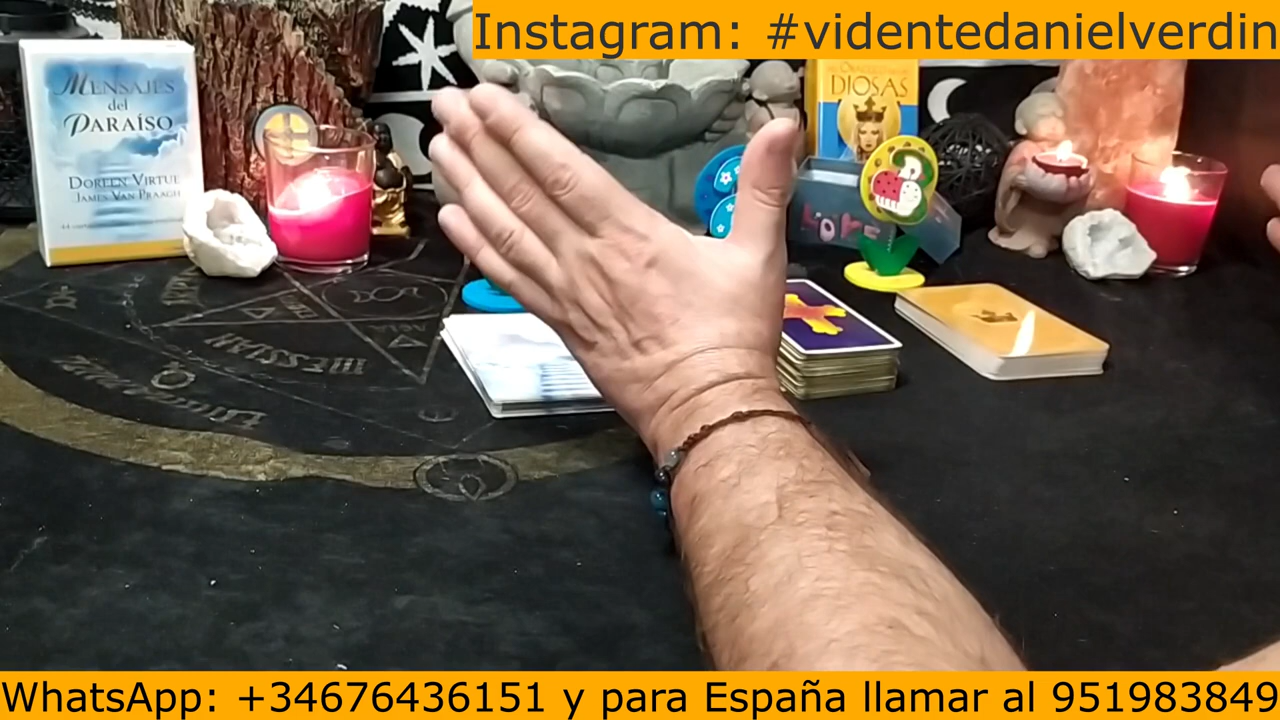 Instagram: #videntedanielverdin
MENSAJES
del
PARAÍSO
DOREEN VIRTUE
JAMES VAN PRAAGH
DIOSAS
LOVE
MESSIAH
WhatsApp: +34676436151 y para España llamar al 951983849